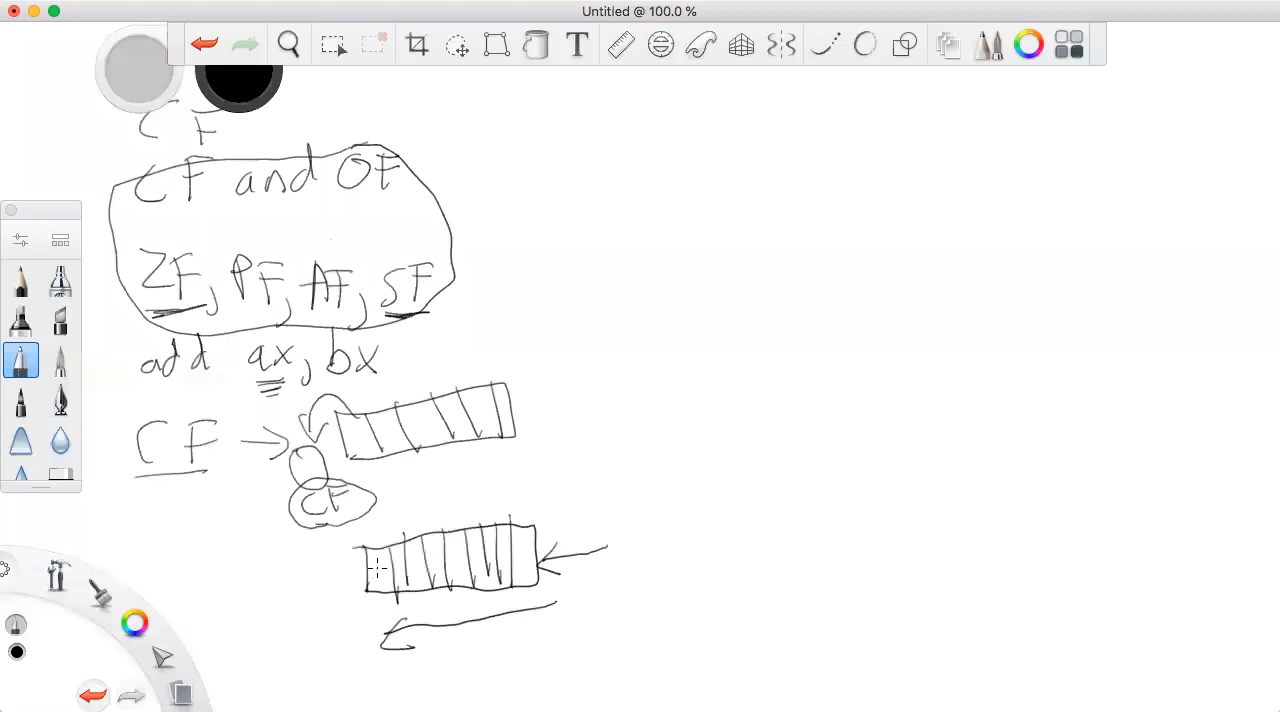 Untitled @ 100.0 %
CF
CF and OF
ZF, PF, AF, SF
add ax, bx
CF →
CF